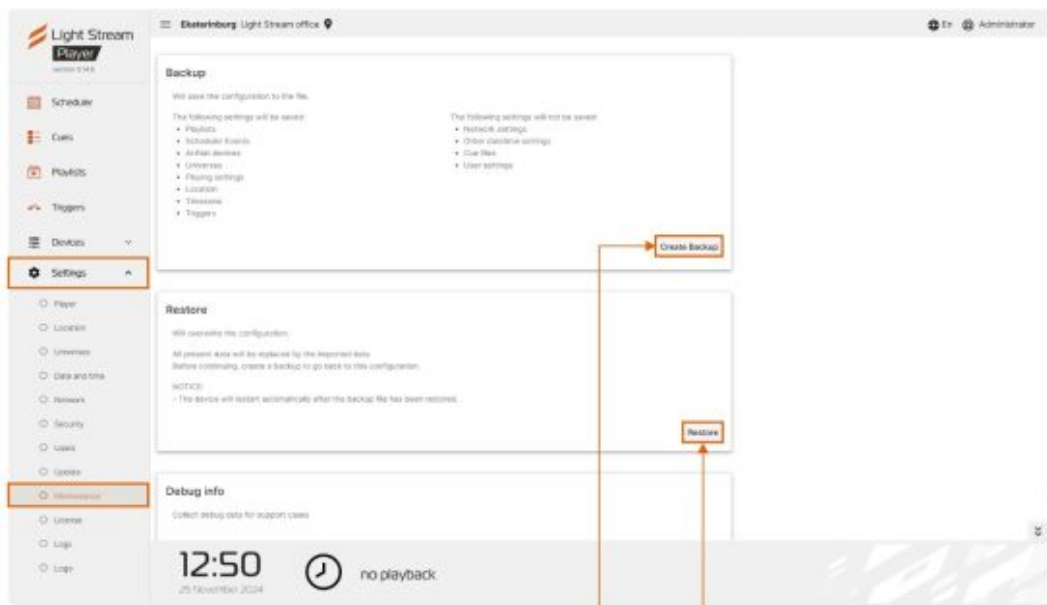 Light Stream
Player
Ekaterinburg Light Stream office
En
Administrator
Scheduler
Cues
Playlists
Triggers
Devices
Settings
Player
Location
Universes
Date and time
Network
Security
Users
Update
Maintenance
License
Logs
Logo
Backup
Will save the configuration to the file.
The following settings will be saved:
• Playlists
• Scheduler Events
• ArtNet devices
• Universes
• Playing settings
• Location
• Timezone
• Triggers
The following settings will not be saved:
• Network settings
• Other datetime settings
• Cue files
• User settings
Create Backup
Restore
Will overwrite the configuration.
All present data will be replaced by the imported data
Before continuing, create a backup to go back to this configuration.
NOTICE:
- The device will restart automatically after the backup file has been restored.
Restore
Debug info
Collect debug data for support cases
12:50
25 November 2024
no playback